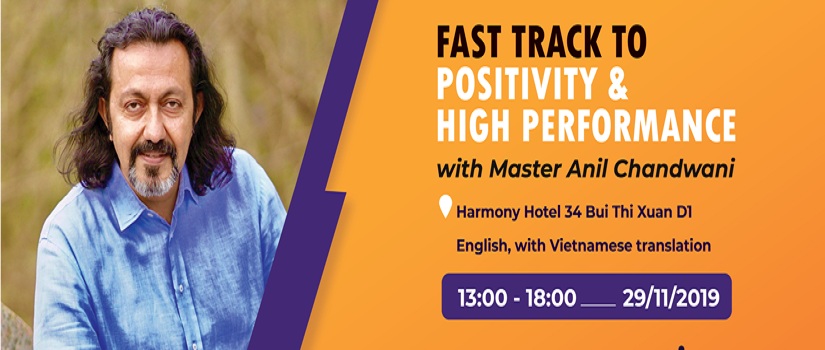 FAST TRACK TO
POSITIVITY &
HIGH PERFORMANCE
with Master Anil Chandwani
Harmony Hotel 34 Bui Thi Xuan D1
English, with Vietnamese translation
13:00 - 18:00 ___ 29/11/2019